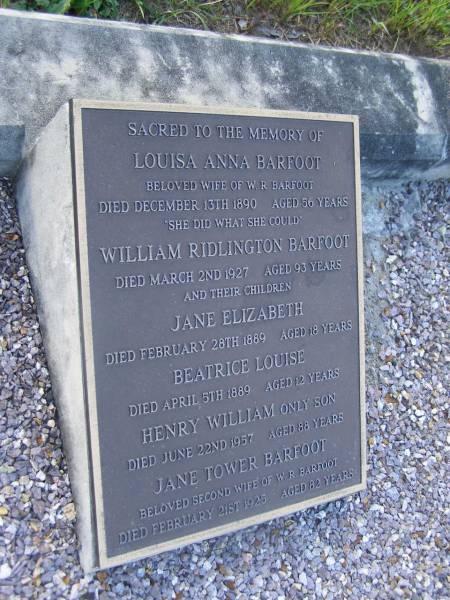 SACRED TO THE MEMORY OF
LOUISA ANNA BARFOOT
BELOVED WIFE OF W. R. BARFOOT
DIED DECEMBER 13TH 1890 AGED 56 YEARS
"SHE DID WHAT SHE COULD"
WILLIAM RIDLINGTON BARFOOT
DIED MARCH 2ND 1927 AGED 93 YEARS
AND THEIR CHILDREN
JANE ELIZABETH
DIED FEBRUARY 28TH 1889 AGED 18 YEARS
BEATRICE LOUISE
DIED APRIL 5TH 1889 AGED 12 YEARS
HENRY WILLIAM ONLY SON
DIED JUNE 22ND 1957 AGED 88 YEARS
JANE TOWER BARFOOT
BELOVED SECOND WIFE OF W. R. BARFOOT
DIED FEBRUARY 21ST 1925 AGED 82 YEARS